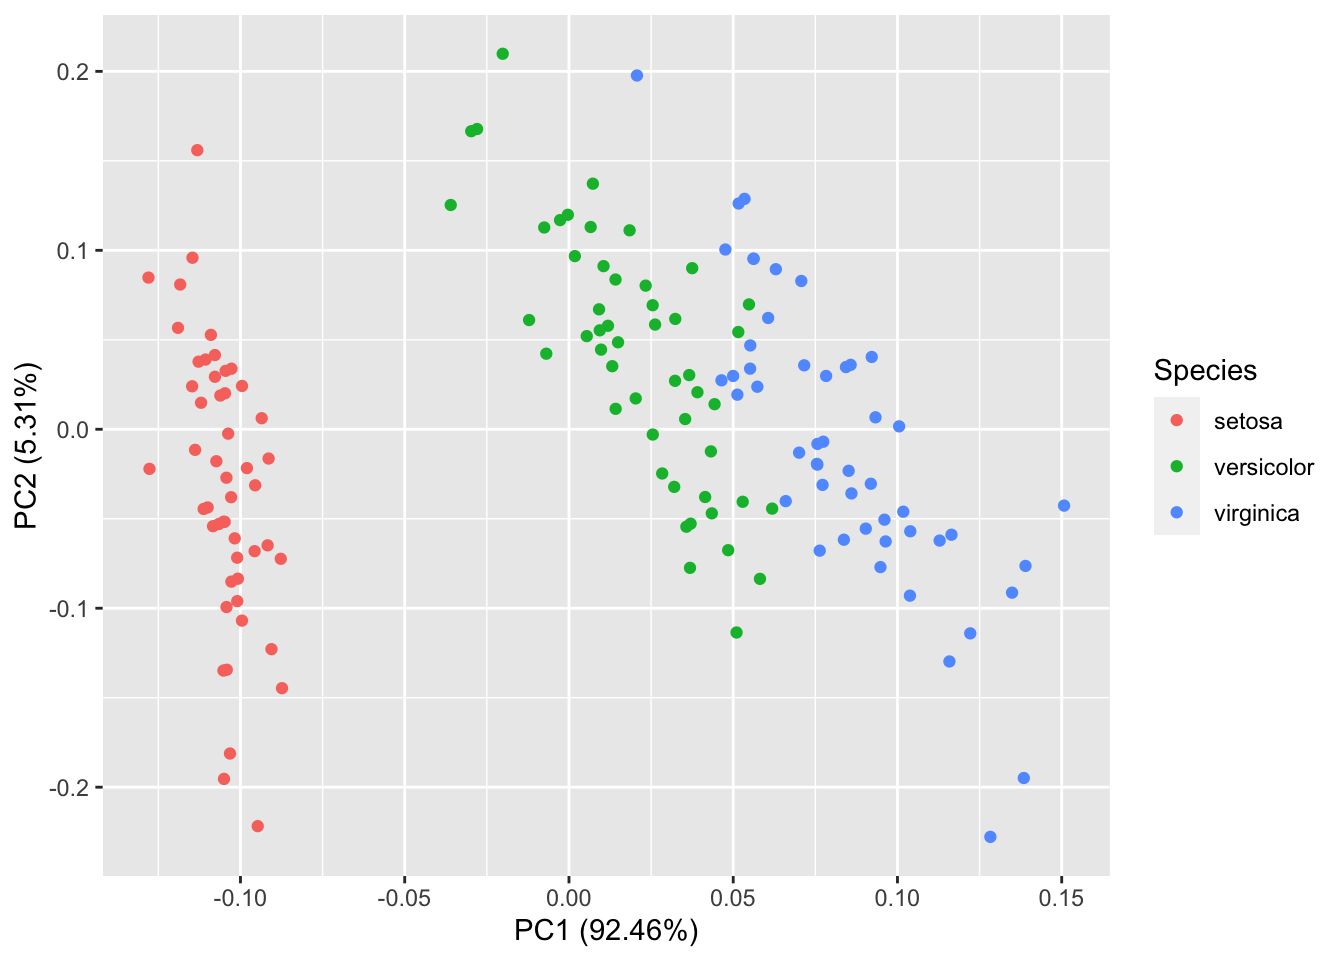 0.2
0.1
0.0
-0.1
-0.2
PC2 (5.31%)
-0.10
-0.05
0.00
0.05
0.10
0.15
PC1 (92.46%)
Species
setosa
versicolor
virginica